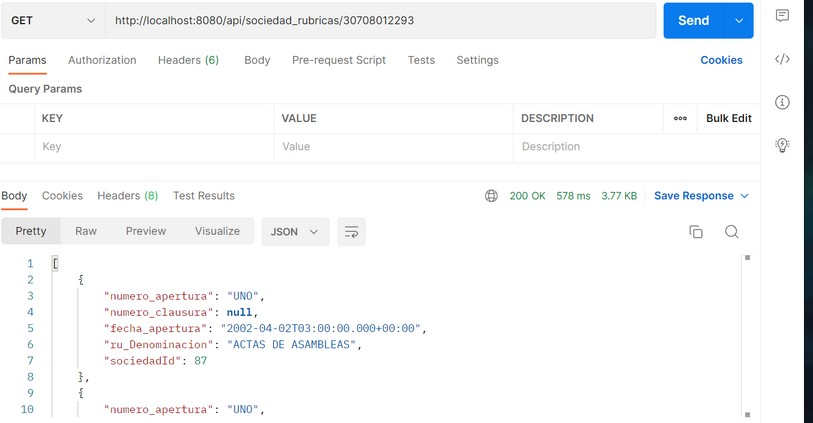 GET http://localhost:8080/api/sociedad_rubricas/30708012293 Send
Params Authorization Headers (6) Body Pre-request Script Tests Settings Cookies
Query Params
KEY VALUE DESCRIPTION ooo Bulk Edit
Key Value Description
Body Cookies Headers (8) Test Results 200 OK 578 ms 3.77 KB Save Response
Pretty Raw Preview Visualize JSON
1 [
2 {
3 "numero_apertura": "UNO",
4 "numero_clausura": null,
5 "fecha_apertura": "2002-04-02T03:00:00.000+00:00",
6 "ru_Denominacion": "ACTAS DE ASAMBLEAS",
7 "sociedadId": 87
8 },
9 {
10 "numero_apertura": "UNO",